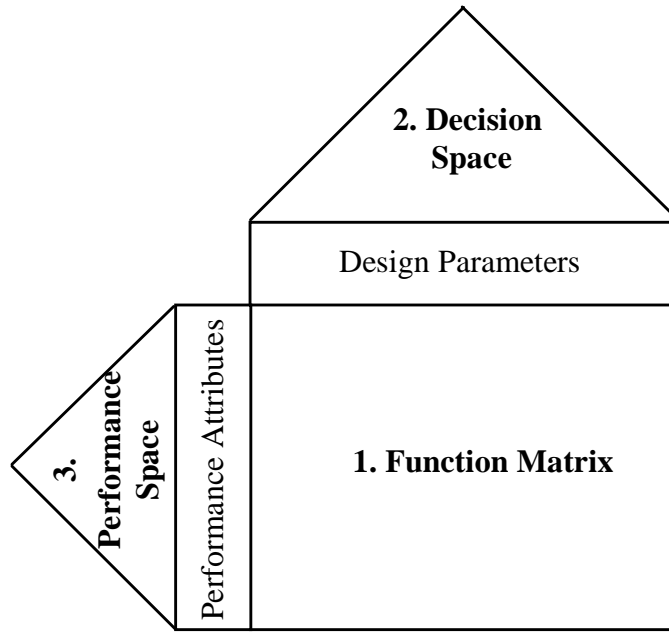 2. Decision
Space
Design Parameters
3.
Performance
Space
Performance Attributes
1. Function Matrix